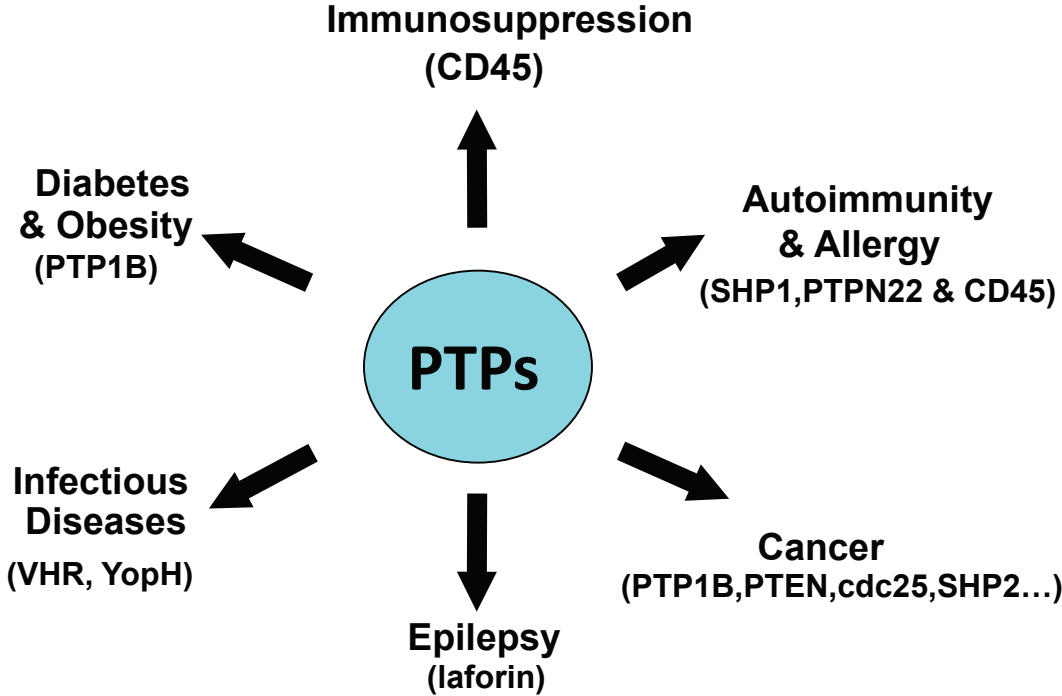 Immunosuppression
(CD45)
Diabetes
& Obesity
(PTP1B)
Autoimmunity
& Allergy
(SHP1,PTPN22 & CD45)
PTPs
Infectious
Diseases
(VHR, YopH)
Cancer
(PTP1B,PTEN,cdc25,SHP2...)
Epilepsy
(laforin)